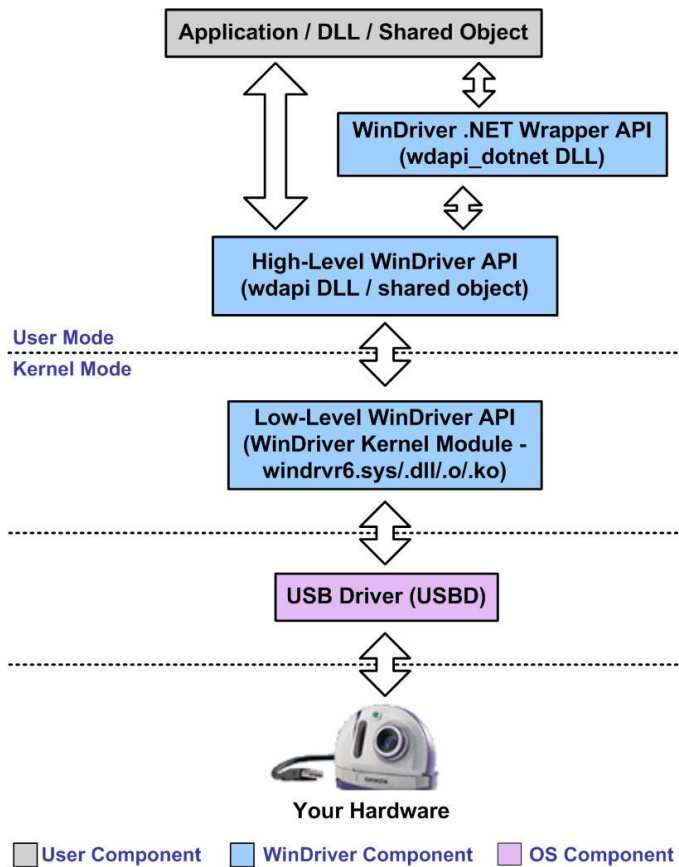 Application / DLL / Shared Object
WinDriver .NET Wrapper API
(wdapi_dotnet DLL)
High-Level WinDriver API
(wdapi DLL / shared object)
User Mode
Kernel Mode
Low-Level WinDriver API
(WinDriver Kernel Module -
windrvr6.sys/.dll/.o/.ko)
USB Driver (USBD)
Your Hardware
User Component
WinDriver Component
OS Component